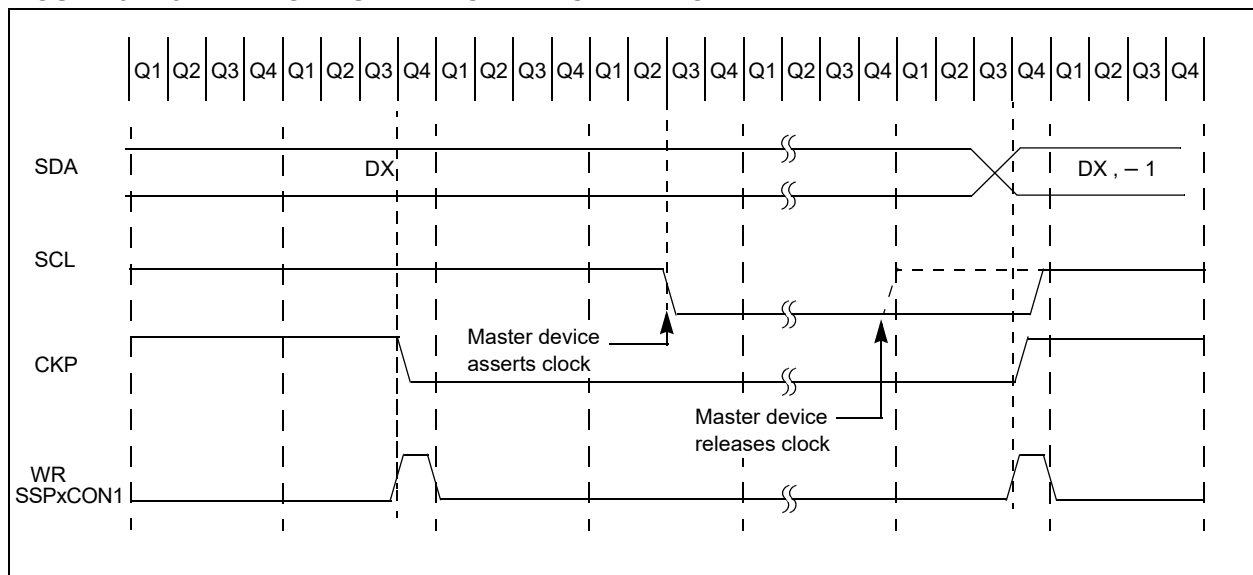 Q1 Q2 Q3 Q4 Q1 Q2 Q3 Q4 Q1 Q2 Q3 Q4 Q1 Q2 Q3 Q4 Q1 Q2 Q3 Q4 Q1 Q2 Q3 Q4 Q1 Q2 Q3 Q4
SDA
DX
DX , – 1
SCL
Master device
asserts clock
CKP
Master device
releases clock
WR
SSPxCON1